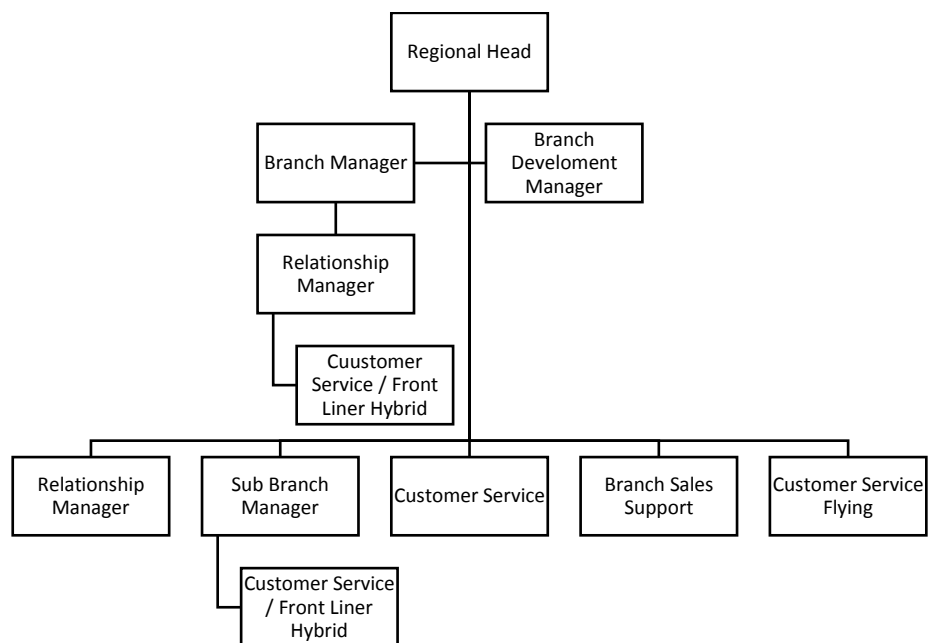 Regional Head
Branch Manager
Branch
Develoment
Manager
Relationship
Manager
Cuustomer
Service / Front
Liner Hybrid
Relationship
Manager
Sub Branch
Manager
Customer Service
Branch Sales
Support
Customer Service
Flying
Customer Service
/ Front Liner
Hybrid